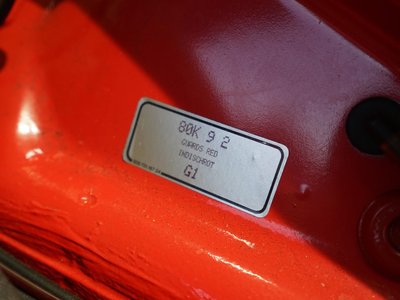 80K 9 2
GUARDS RED
INDISCHROT
G1